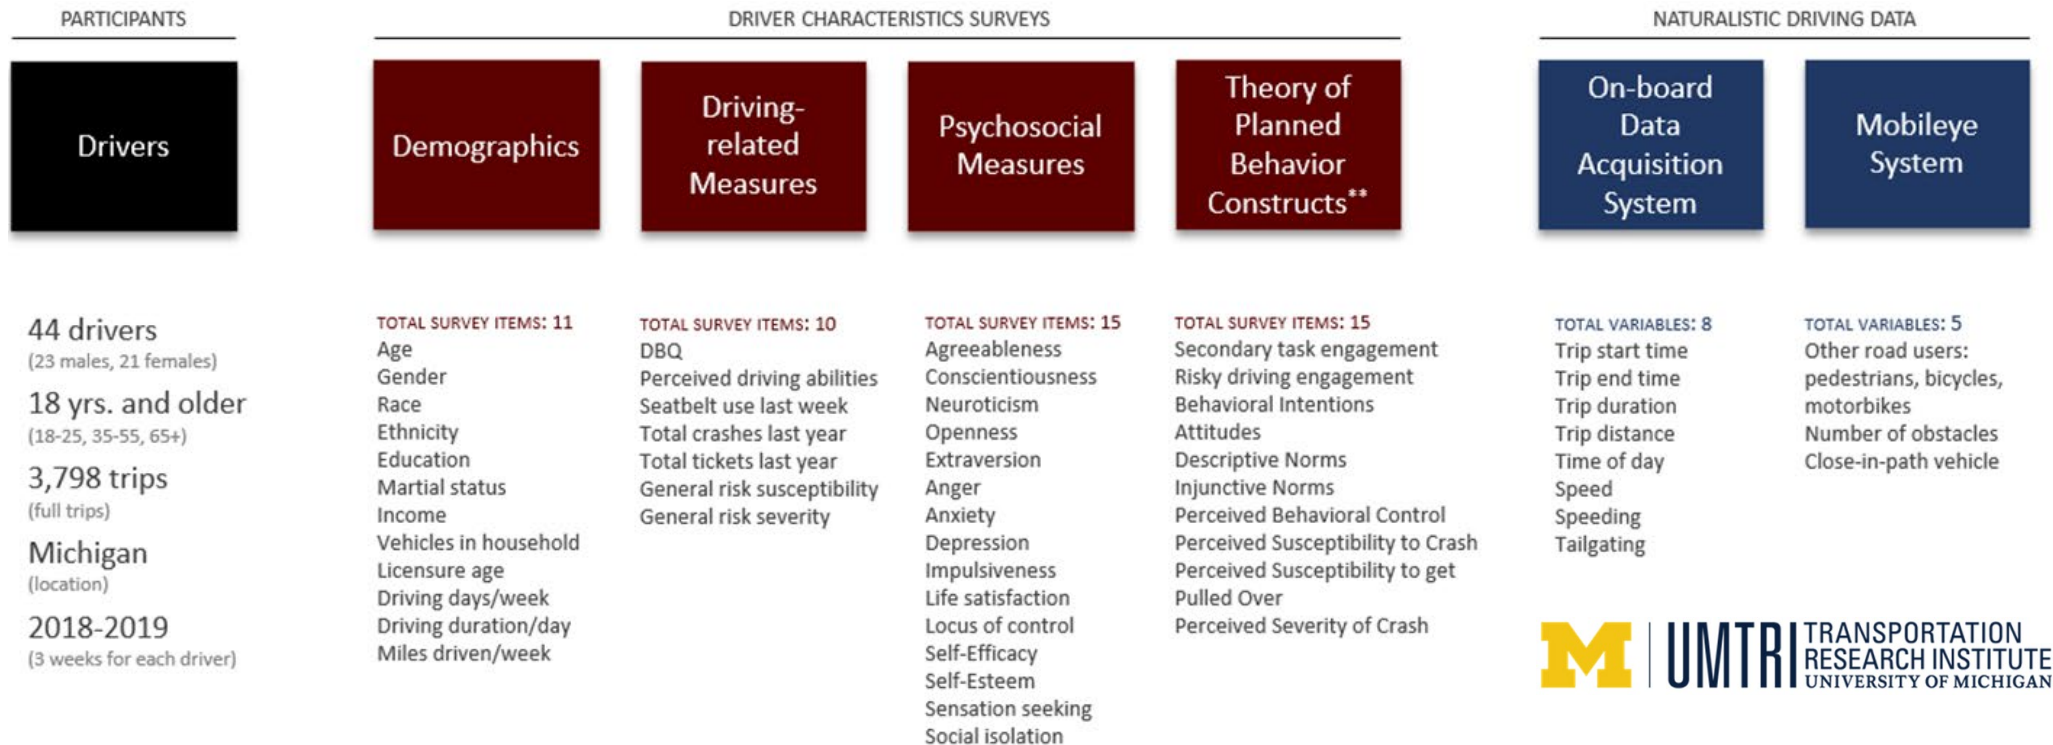 PARTICIPANTS
Drivers
44 drivers
(23 males, 21 females)
18 yrs. and older
(18-25, 35-55, 65+)
3,798 trips
(full trips)
Michigan
(location)
2018-2019
(3 weeks for each driver)
DRIVER CHARACTERISTICS SURVEYS
Demographics
TOTAL SURVEY ITEMS: 11
Age
Gender
Race
Ethnicity
Education
Martial status
Income
Vehicles in household
Licensure age
Driving days/week
Driving duration/day
Miles driven/week
Driving-
related
Measures
TOTAL SURVEY ITEMS: 10
DBQ
Perceived driving abilities
Seatbelt use last week
Total crashes last year
Total tickets last year
General risk susceptibility
General risk severity
Psychosocial
Measures
TOTAL SURVEY ITEMS: 15
Agreeableness
Conscientiousness
Neuroticism
Openness
Extraversion
Anger
Anxiety
Depression
Impulsiveness
Life satisfaction
Locus of control
Self-Efficacy
Self-Esteem
Sensation seeking
Social isolation
Theory of
Planned
Behavior
Constructs**
TOTAL SURVEY ITEMS: 15
Secondary task engagement
Risky driving engagement
Behavioral Intentions
Attitudes
Descriptive Norms
Injunctive Norms
Perceived Behavioral Control
Perceived Susceptibility to Crash
Perceived Susceptibility to get
Pulled Over
Perceived Severity of Crash
NATURALISTIC DRIVING DATA
On-board
Data
Acquisition
System
TOTAL VARIABLES: 8
Trip start time
Trip end time
Trip duration
Trip distance
Time of day
Speed
Speeding
Tailgating
Mobileye
System
TOTAL VARIABLES: 5
Other road users:
pedestrians, bicycles,
motorbikes
Number of obstacles
Close-in-path vehicle
M
UMTRI
TRANSPORTATION
RESEARCH INSTITUTE
UNIVERSITY OF MICHIGAN